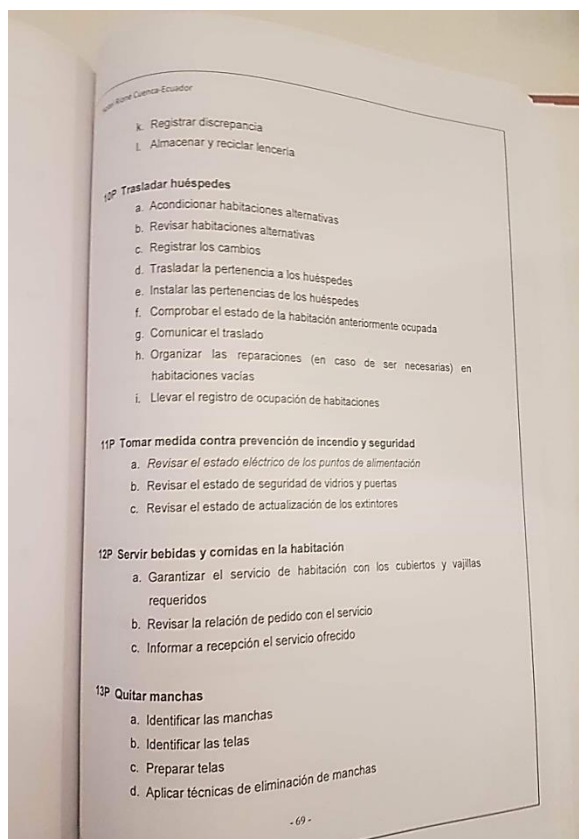 Cuenca-Ecuador
k. Registrar discrepancia
l. Almacenar y reciclar lencería
10P Trasladar huéspedes
a. Acondicionar habitaciones alternativas
b. Revisar habitaciones alternativas
c. Registrar los cambios
d. Trasladar la pertenencia a los huéspedes
e. Instalar las pertenencias de los huéspedes
f. Comprobar el estado de la habitación anteriormente ocupada
g. Comunicar el traslado
h. Organizar las reparaciones (en caso de ser necesarias) en
habitaciones vacías
i. Llevar el registro de ocupación de habitaciones
11P Tomar medida contra prevención de incendio y seguridad
a. Revisar el estado eléctrico de los puntos de alimentación
b. Revisar el estado de seguridad de vidrios y puertas
c. Revisar el estado de actualización de los extintores
12P Servir bebidas y comidas en la habitación
a. Garantizar el servicio de habitación con los cubiertos y vajillas
requeridos
b. Revisar la relación de pedido con el servicio
c. Informar a recepción el servicio ofrecido
13P Quitar manchas
a. Identificar las manchas
b. Identificar las telas
c. Preparar telas
d. Aplicar técnicas de eliminación de manchas
- 69 -